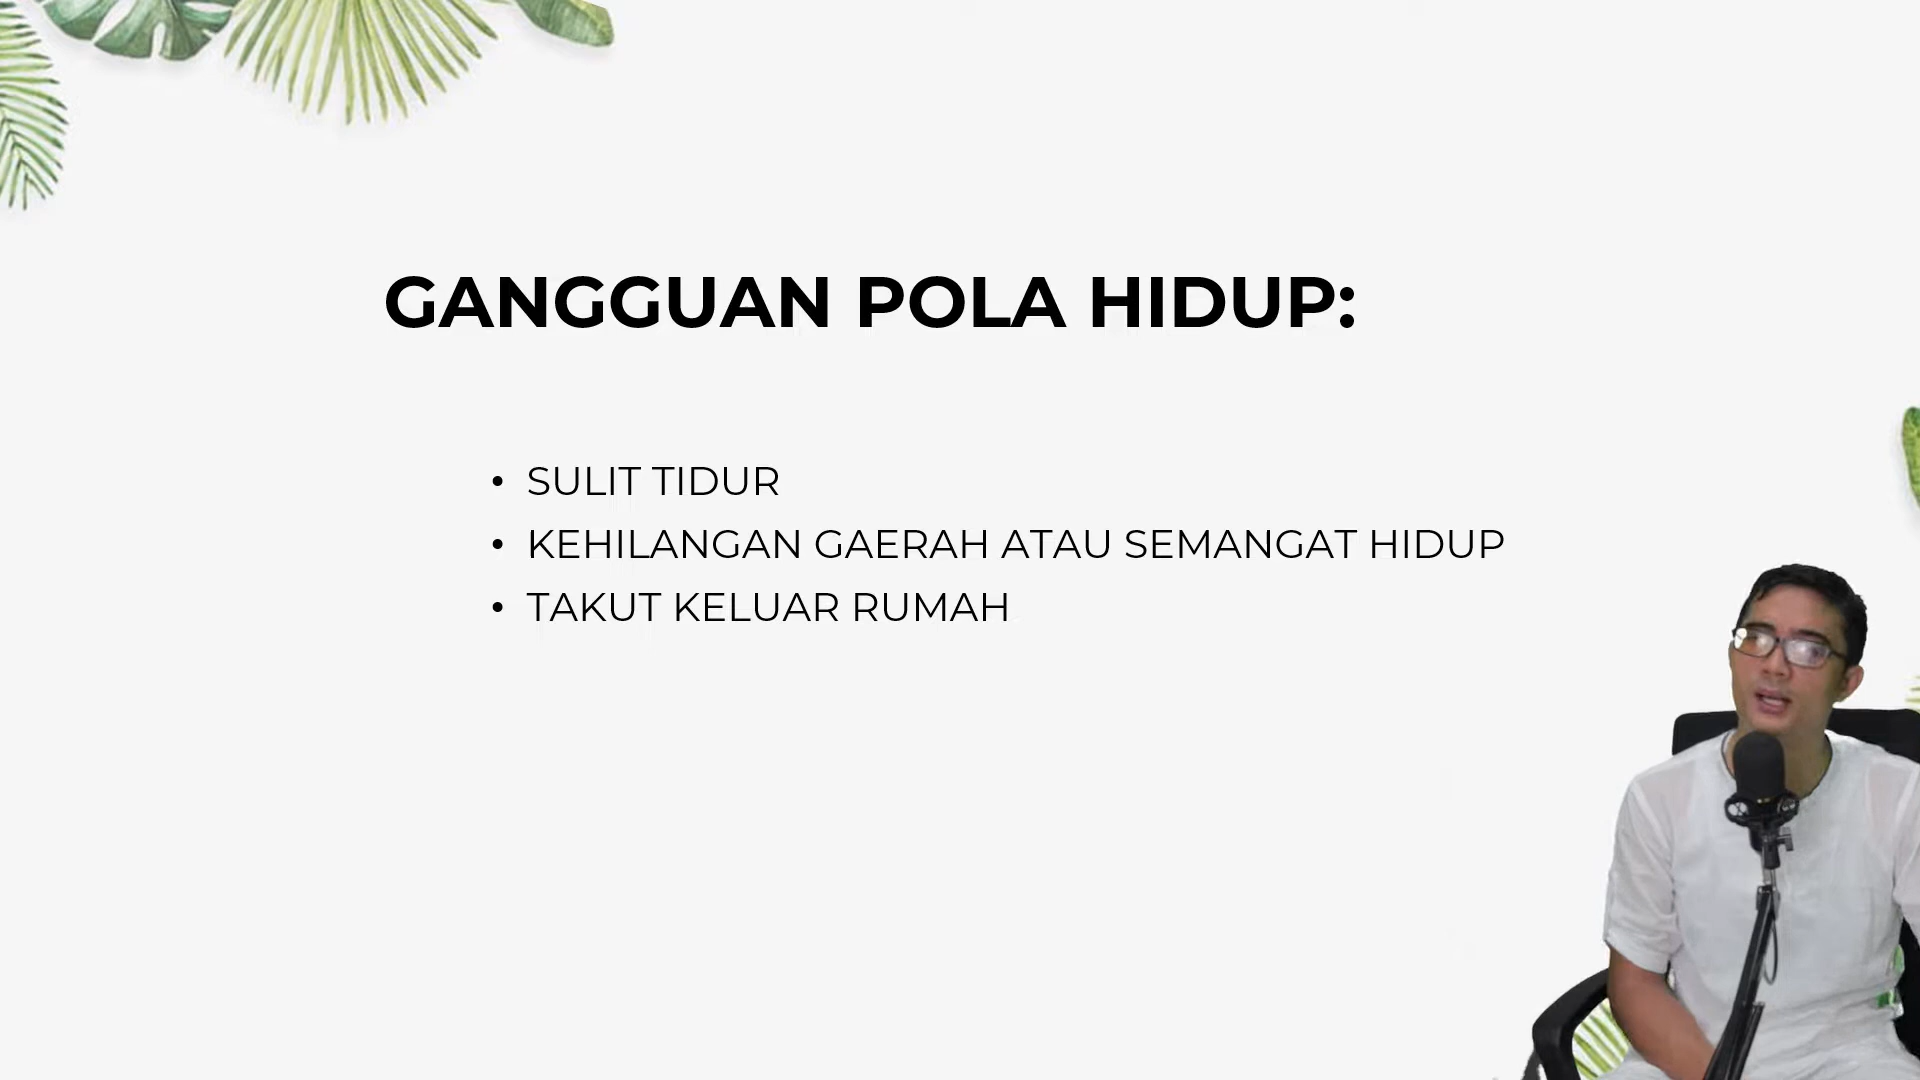 GANGGUAN POLA HIDUP:
• SULIT TIDUR
• KEHILANGAN GAERAH ATAU SEMANGAT HIDUP
• TAKUT KELUAR RUMAH